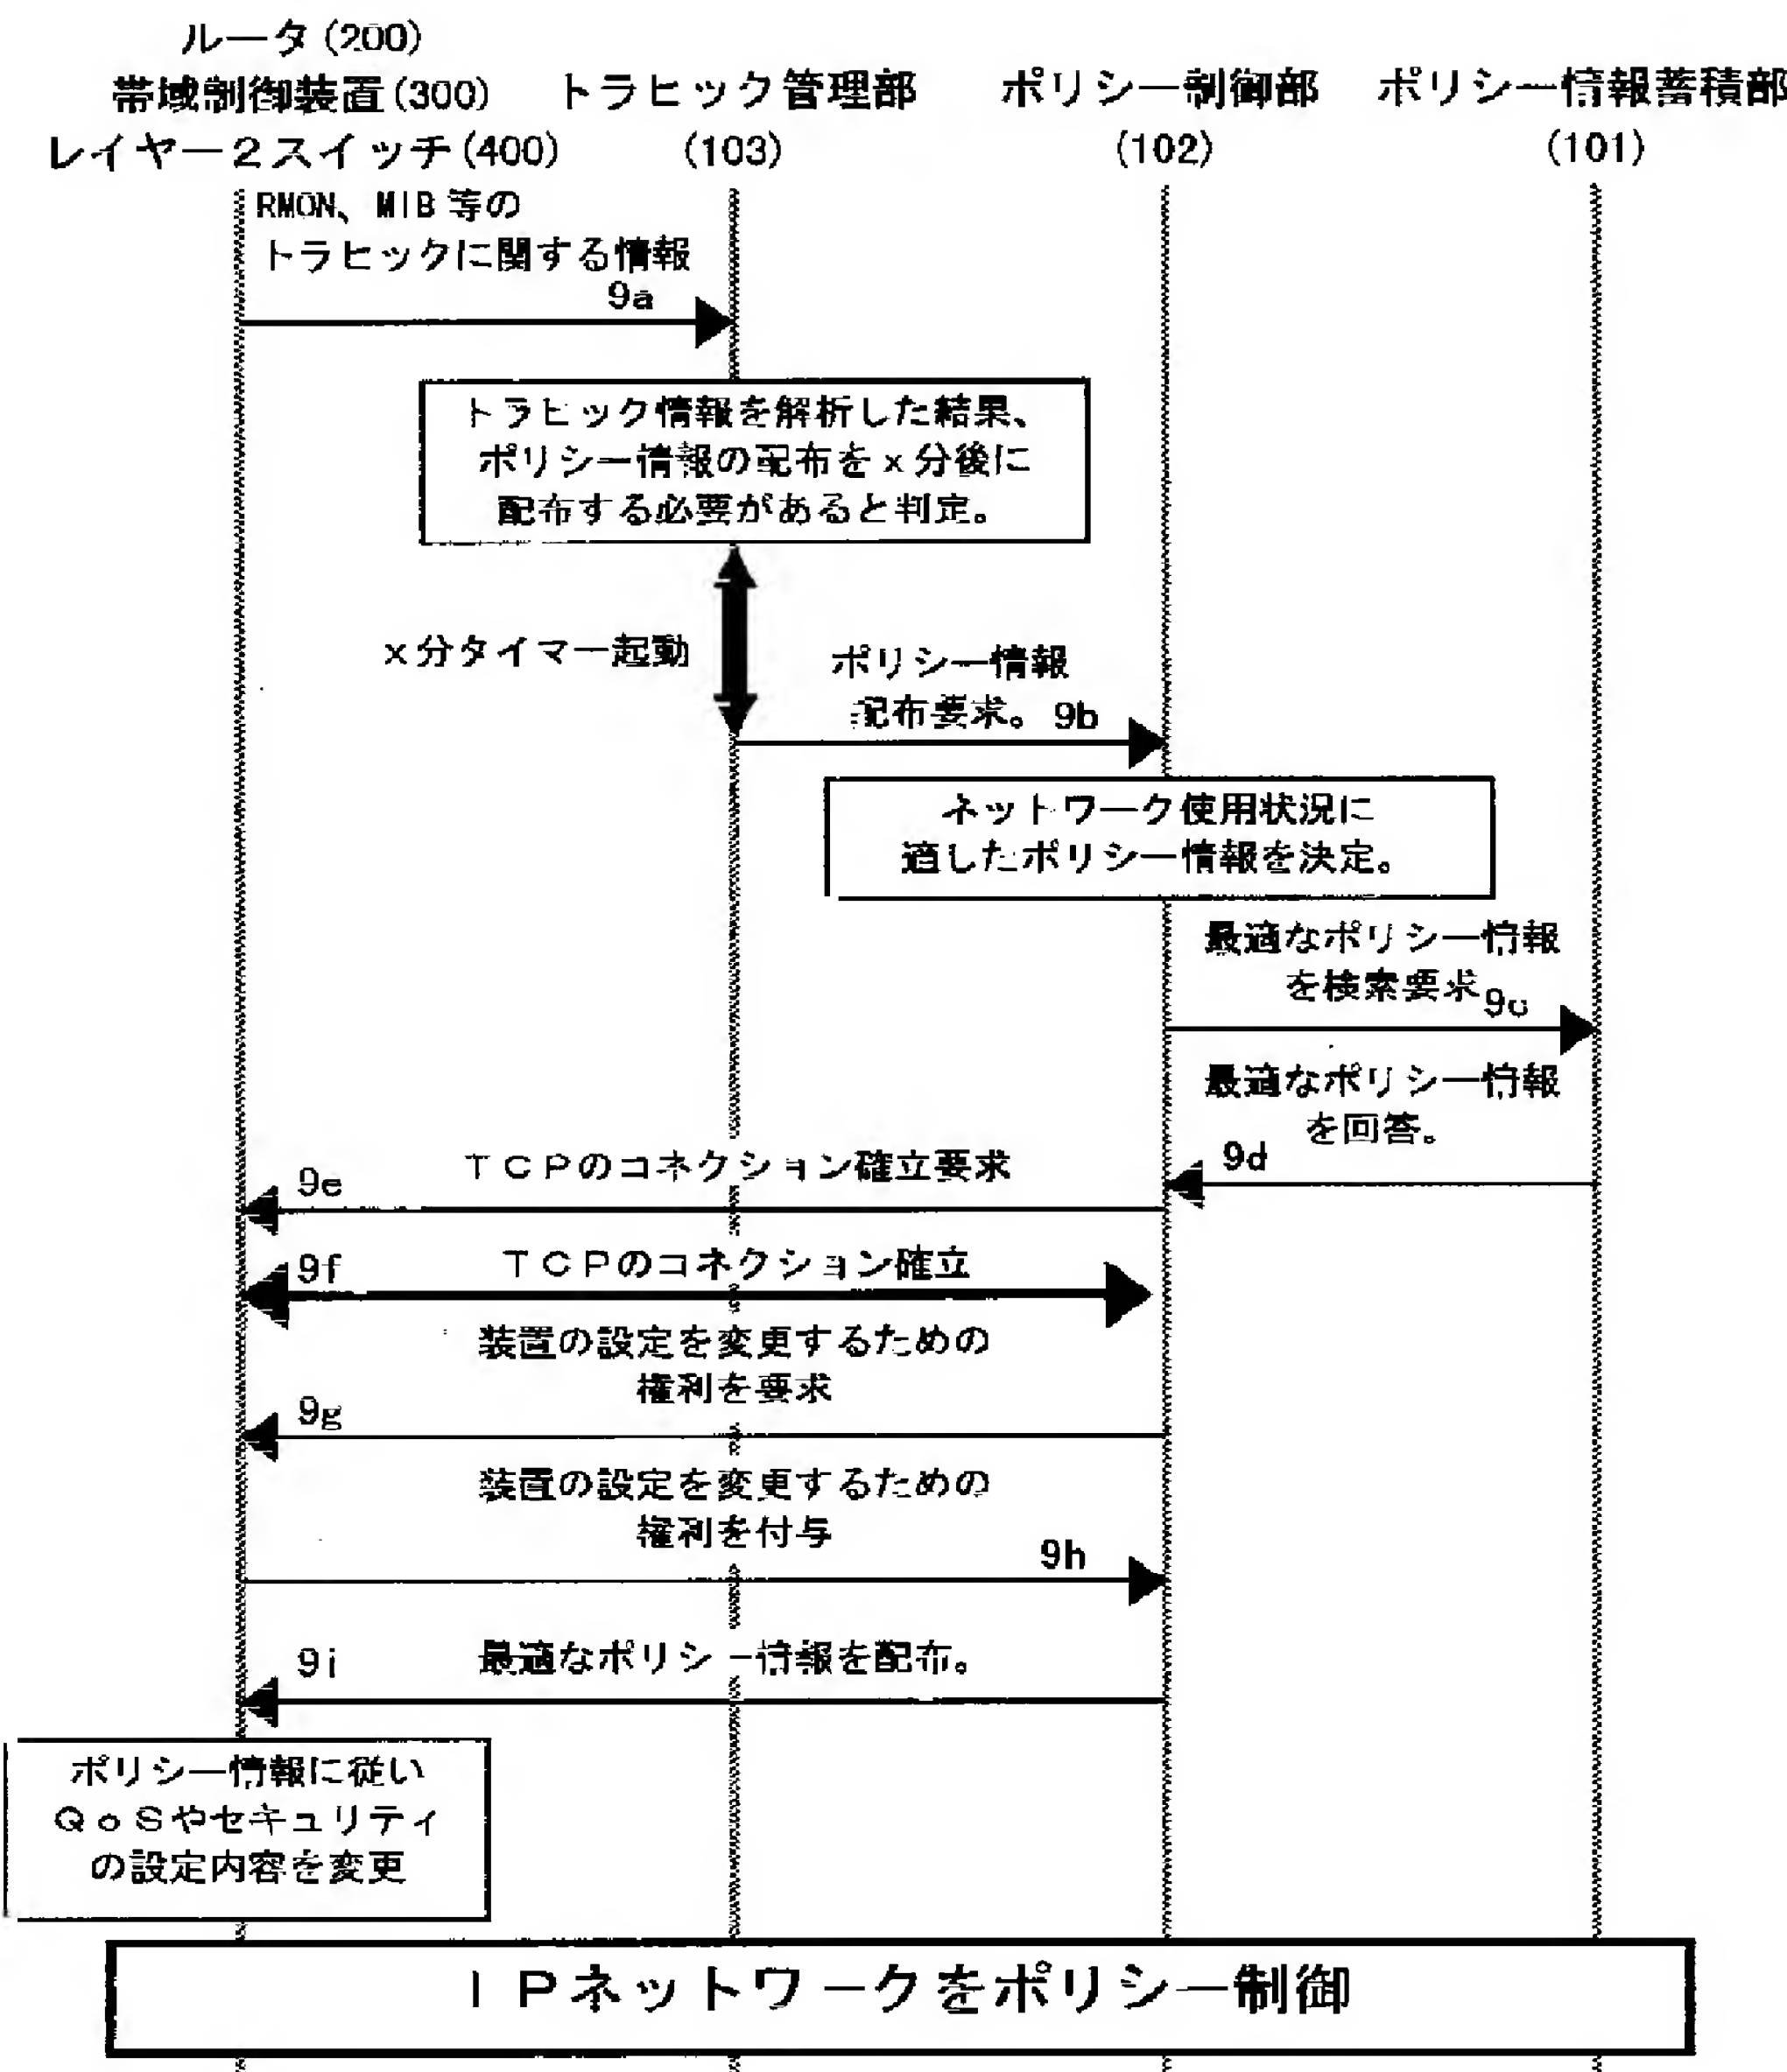 ルータ(200)
帯域制御装置(300)
レイヤー2スイッチ(400)
トラヒック管理部
(103)
ポリシー制御部
(102)
ポリシー情報蓄積部
(101)
RMON、MIB等の
トラヒックに関する情報
9a
トラヒック情報を解析した結果、
ポリシー情報の配布をx分後に
配布する必要があると判定。
x分タイマー起動
ポリシー情報
配布要求。9b
ネットワーク使用状況に
適したポリシー情報を決定。
最適なポリシー情報
を検索要求
9c
最適なポリシー情報
を回答。
9d
9e
TCPのコネクション確立要求
9f
TCPのコネクション確立
装置の設定を変更するための
権利を要求
9g
装置の設定を変更するための
権利を付与
9h
9i
最適なポリシー情報を配布。
ポリシー情報に従い
QoSやセキュリティ
の設定内容を変更
IPネットワークをポリシー制御